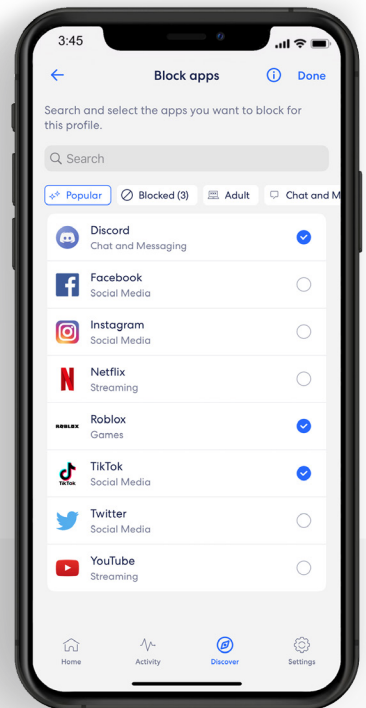 3:45
Block apps
Done
Search and select the apps you want to block for
this profile.
Search
Popular
Blocked (3)
Adult
Chat and M
Discord
Chat and Messaging
Facebook
Social Media
Instagram
Social Media
Netflix
Streaming
ROBLOX
Roblox
Games
TikTok
TikTok
Social Media
Twitter
Social Media
YouTube
Streaming
Home
Activity
Discover
Settings